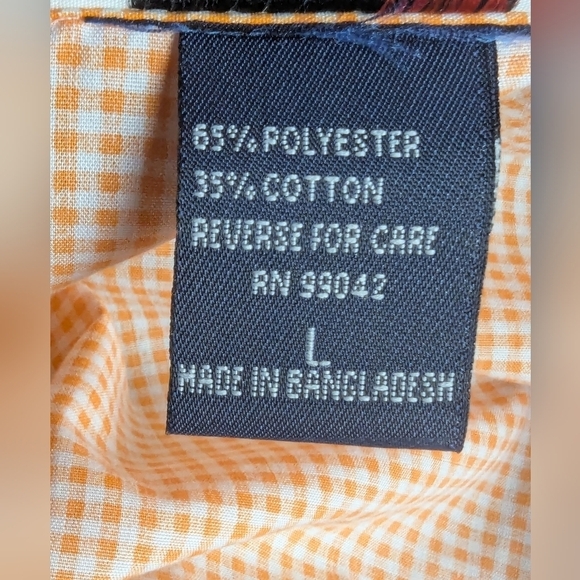 65% POLYESTER
35% COTTON
REVERSE FOR CARE
RN 99042
L
MADE IN BANGLADESH